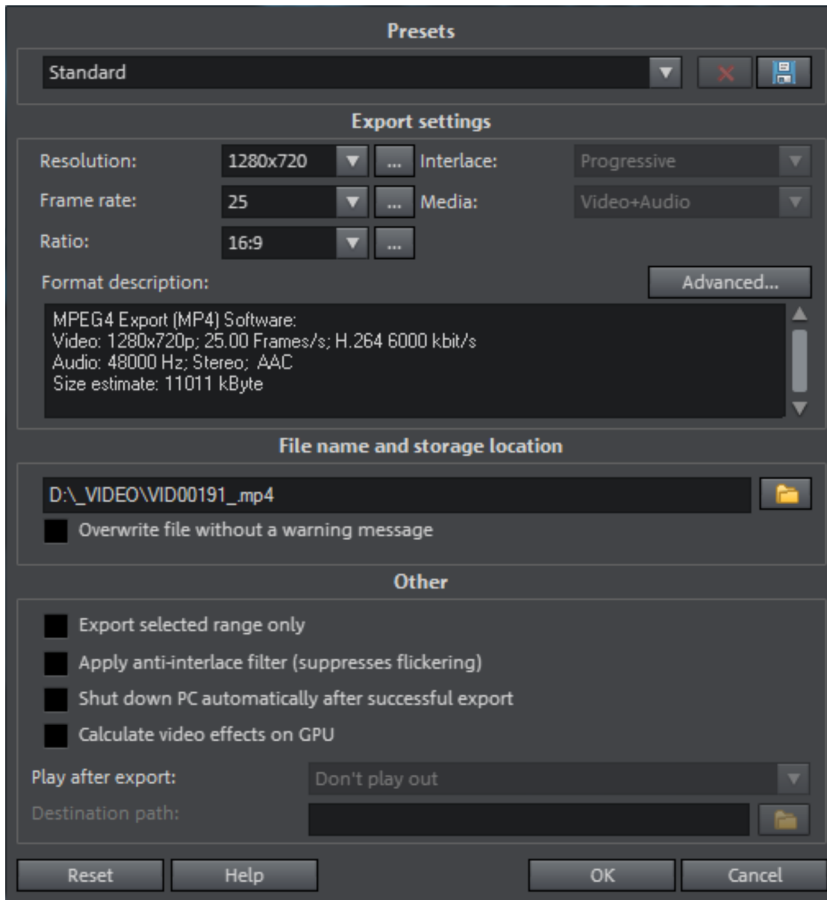 Presets
Standard
Export settings
Resolution: 1280x720 ... Interlace: Progressive
Frame rate: 25 ... Media: Video+Audio
Ratio: 16:9 ...
Format description: Advanced...
MPEG4 Export (MP4) Software:
Video: 1280x720p; 25.00 Frames/s; H.264 6000 kbit/s
Audio: 48000 Hz; Stereo; AAC
Size estimate: 11011 kByte
File name and storage location
D:\_VIDEO\VID00191_.mp4
Overwrite file without a warning message
Other
Export selected range only
Apply anti-interlace filter (suppresses flickering)
Shut down PC automatically after successful export
Calculate video effects on GPU
Play after export: Don't play out
Destination path:
Reset Help OK Cancel